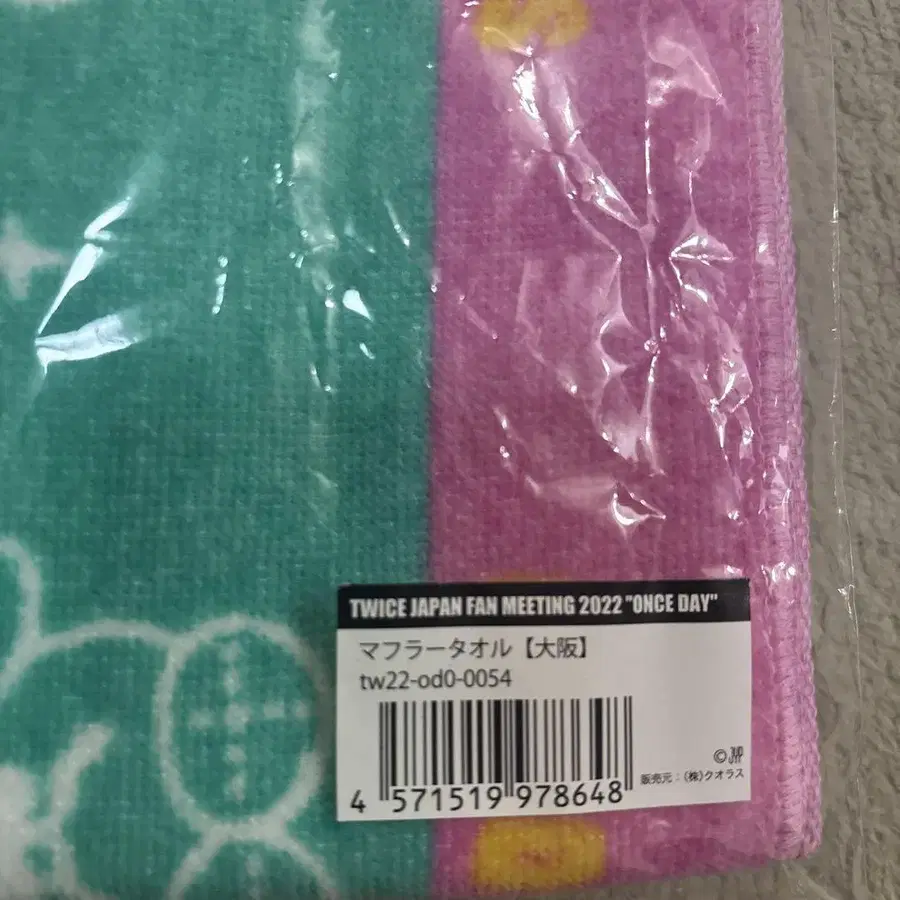 TWICE JAPAN FAN MEETING 2022 "ONCE DAY"
マフラータオル【大阪】
tw22-od0-0054
© JYP
販売元：(株)クオラス
4 571519 978648